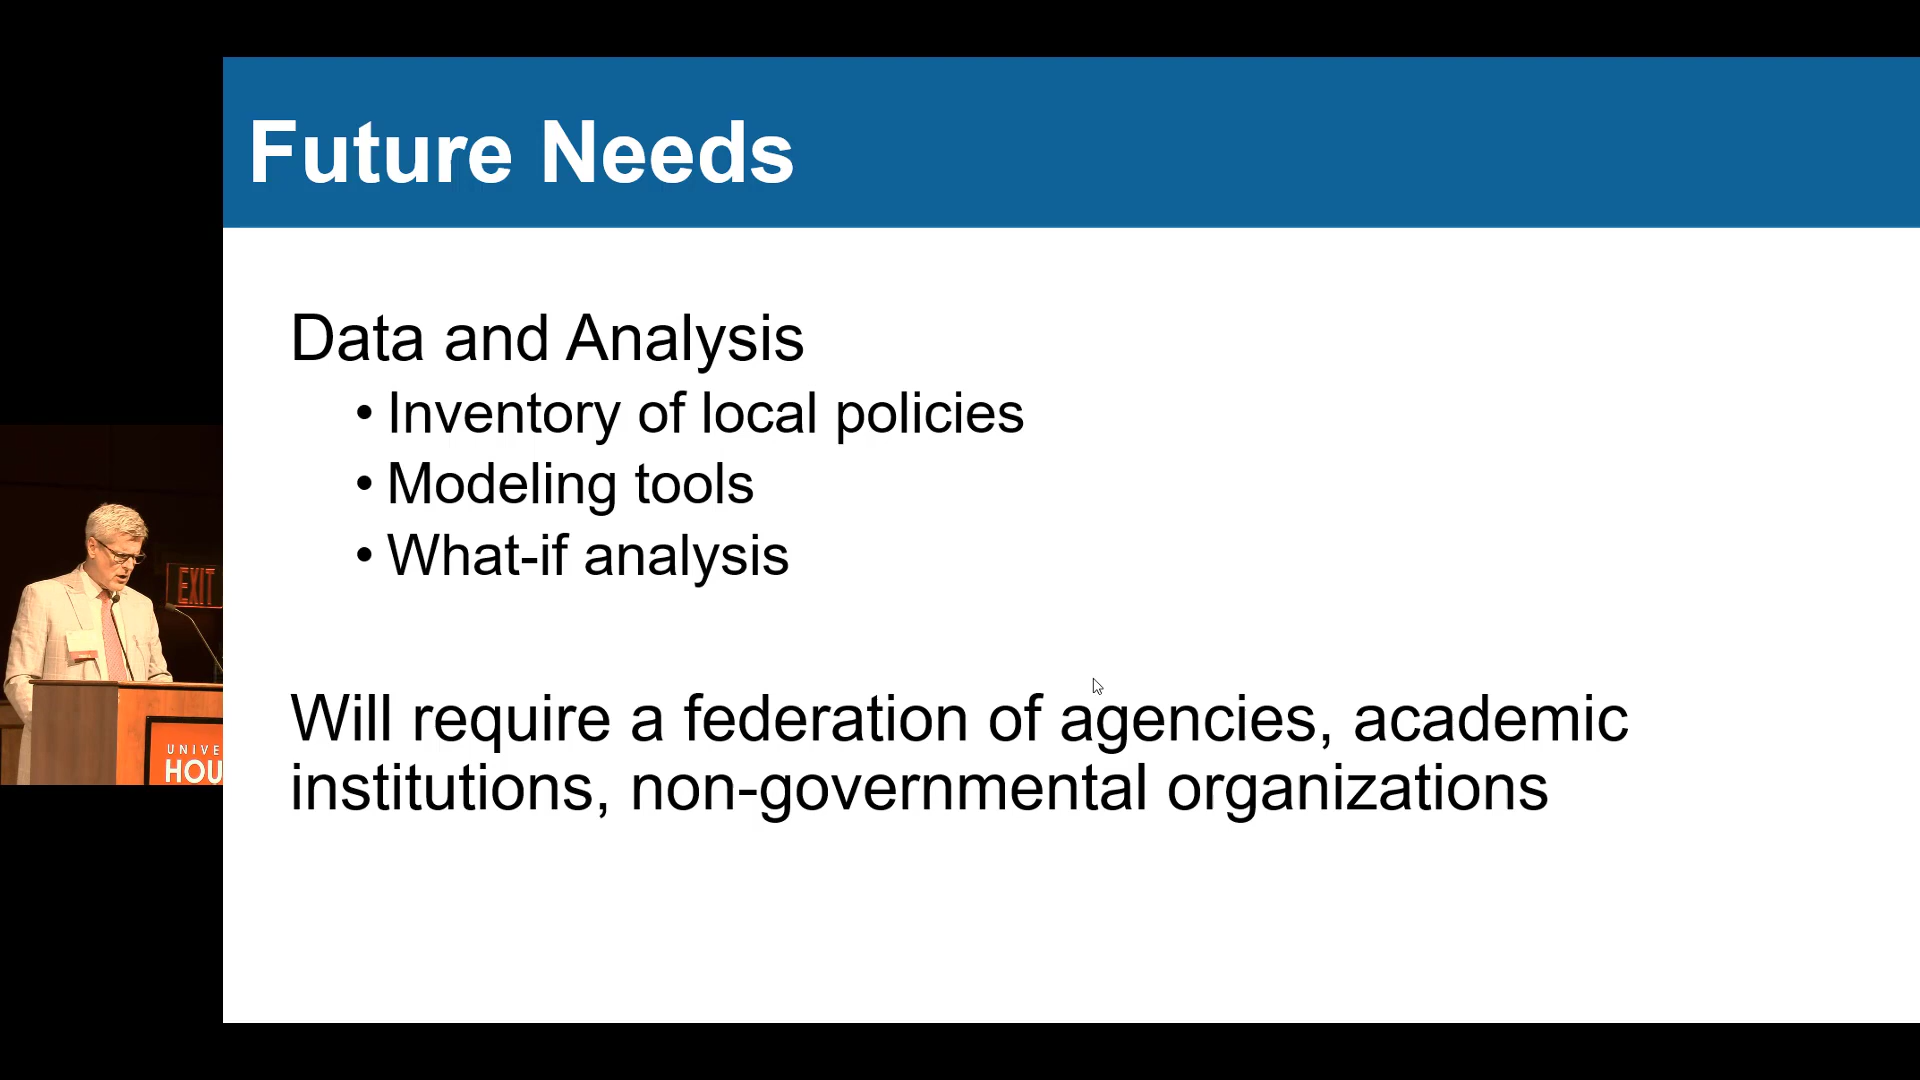 Future Needs
Data and Analysis
• Inventory of local policies
• Modeling tools
• What-if analysis
Will require a federation of agencies, academic
institutions, non-governmental organizations
EXIT
UNIVE
HOU